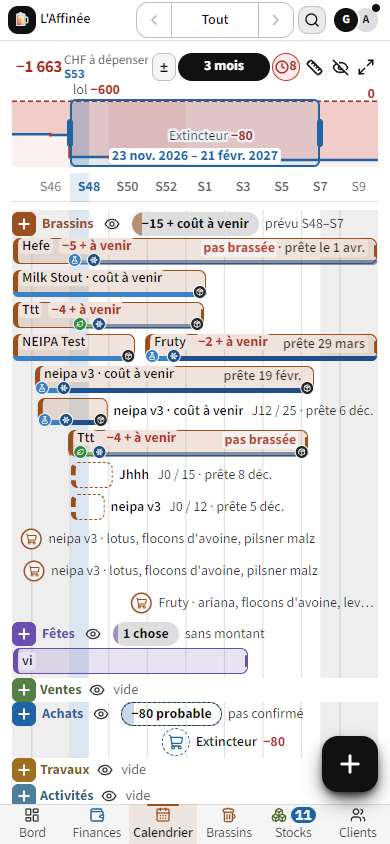 L'Affinée
Tout
G
A
−1 663 CHF à dépenser
S53
±
3 mois
8
lol −600
0
Extincteur −80
23 nov. 2026 – 21 févr. 2027
S46 S48 S50 S52 S1 S3 S5 S7 S9
Brassins −15 + coût à venir prévu S48–S7
Hefe −5 + à venir pas brassée · prête le 1 avr.
Milk Stout · coût à venir
Ttt −4 + à venir
NEIPA Test Fruty −2 + à venir prête 29 mars
neipa v3 · coût à venir prête 19 févr.
neipa v3 · coût à venir J12 / 25 · prête 6 déc.
Ttt −4 + à venir pas brassée
Jhhh J0 / 15 · prête 8 déc.
neipa v3 J0 / 12 · prête 5 déc.
neipa v3 · lotus, flocons d'avoine, pilsner malz
neipa v3 · lotus, flocons d'avoine, pilsner malz
Fruty · ariana, flocons d'avoine, lev…
Fêtes 1 chose sans montant
vi
Ventes vide
Achats −80 probable pas confirmé
Extincteur −80
Travaux vide
Activités vide
Bord Finances Calendrier Brassins Stocks 11 Clients